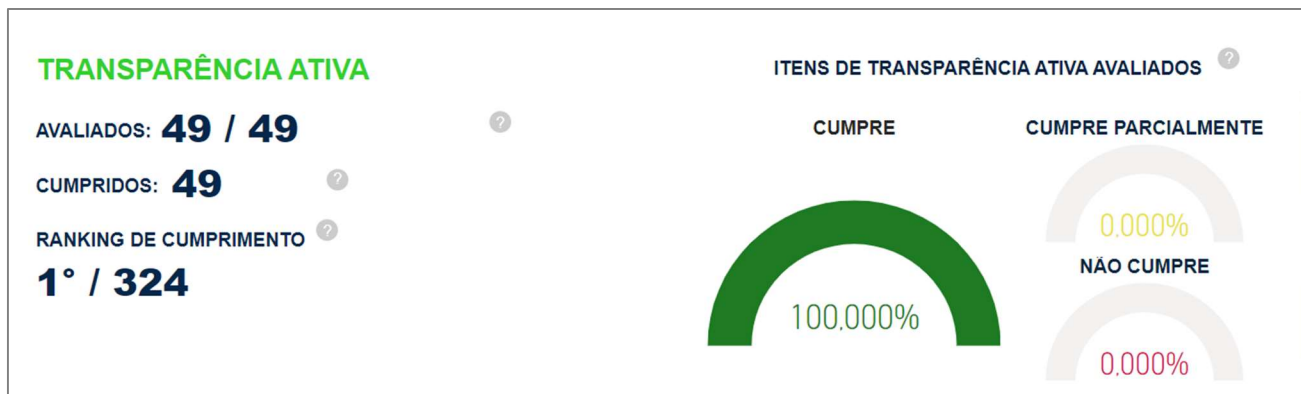 TRANSPARÊNCIA ATIVA
AVALIADOS: 49 / 49 ?
CUMPRIDOS: 49 ?
RANKING DE CUMPRIMENTO ?
1° / 324
ITENS DE TRANSPARÊNCIA ATIVA AVALIADOS ?
CUMPRE
100,000%
CUMPRE PARCIALMENTE
0,000%
NÃO CUMPRE
0,000%